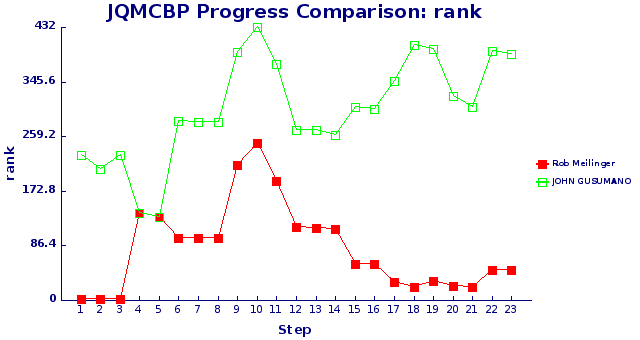 JQMCBP Progress Comparison: rank
432
345.6
259.2
172.8
86.4
0
rank
1 2 3 4 5 6 7 8 9 10 11 12 13 14 15 16 17 18 19 20 21 22 23
Step
Rob Meilinger
JOHN GUSUMANO